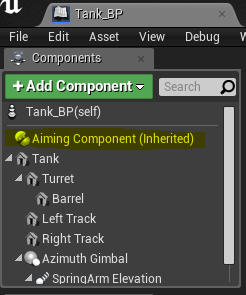 Tank_BP
File Edit Asset View Debug
Components
+Add Component
Search
Tank_BP(self)
Aiming Component (Inherited)
Tank
Turret
Barrel
Left Track
Right Track
Azimuth Gimbal
SpringArm Elevation